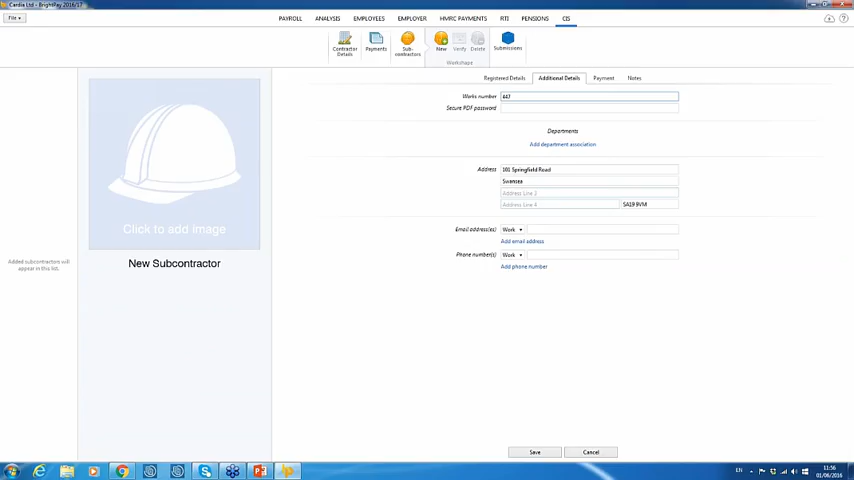 Cardia Ltd - BrightPay 2016/17
File
PAYROLL ANALYSIS EMPLOYEES EMPLOYER HMRC PAYMENTS RTI PENSIONS CIS
Contractor Details
Payments
Sub-contractors
New Verify Delete
Workshape
Submissions
Registered Details Additional Details Payment Notes
Works number 447
Secure PDF password
Departments
Add department association
Address 101 Springfield Road
Swansea
Address Line 3
Address Line 4 SA19 9VM
Email address(es) Work
Add email address
Phone number(s) Work
Add phone number
Click to add image
New Subcontractor
Added subcontractors will
appear in this list.
Save Cancel
EN 11:56
01/06/2016